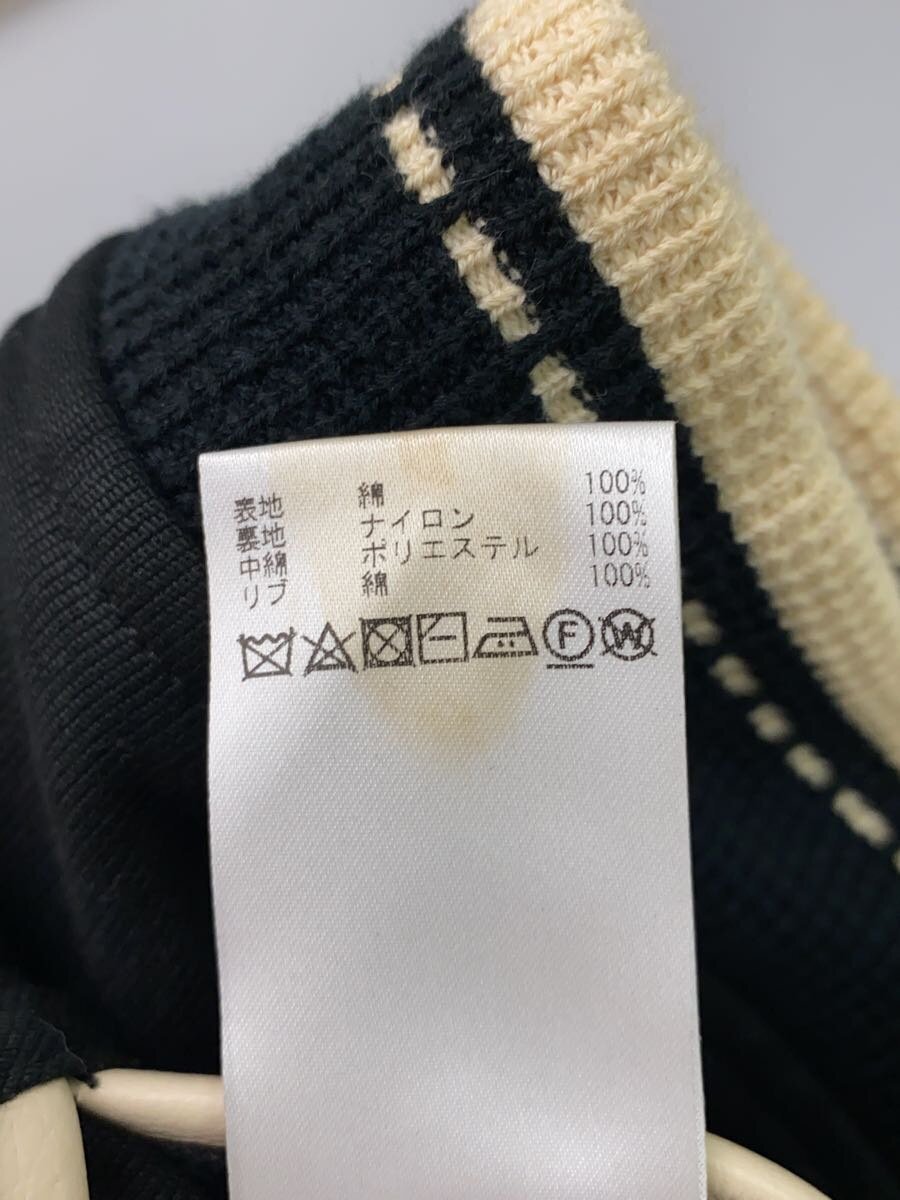 表地 綿 100%
裏地 ナイロン 100%
中綿 ポリエステル 100%
リブ 綿 100%
F W